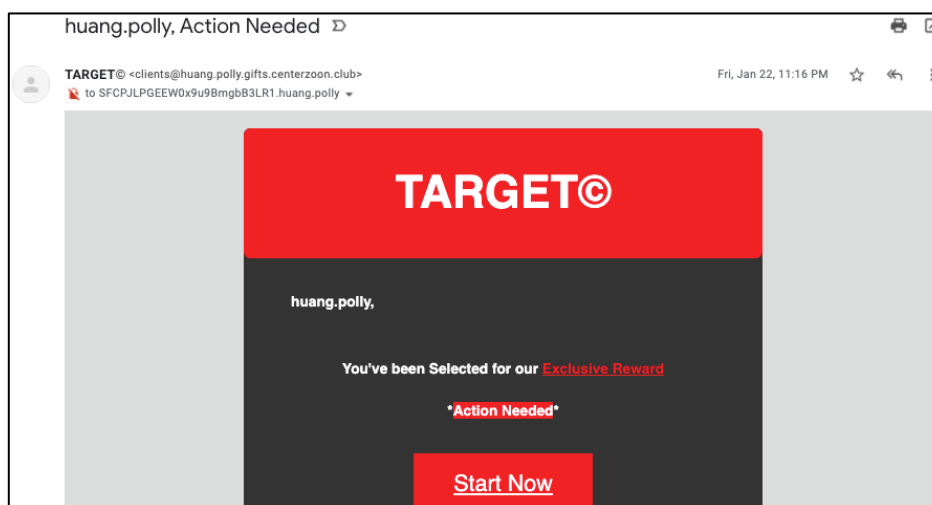 huang.polly, Action Needed
TARGET© <clients@huang.polly.gifts.centerzoon.club> Fri, Jan 22, 11:16 PM
to SFCPJLPGEEW0x9u9BmgbB3LR1.huang.polly
TARGET©
huang.polly,
You've been Selected for our Exclusive Reward
*Action Needed*
Start Now